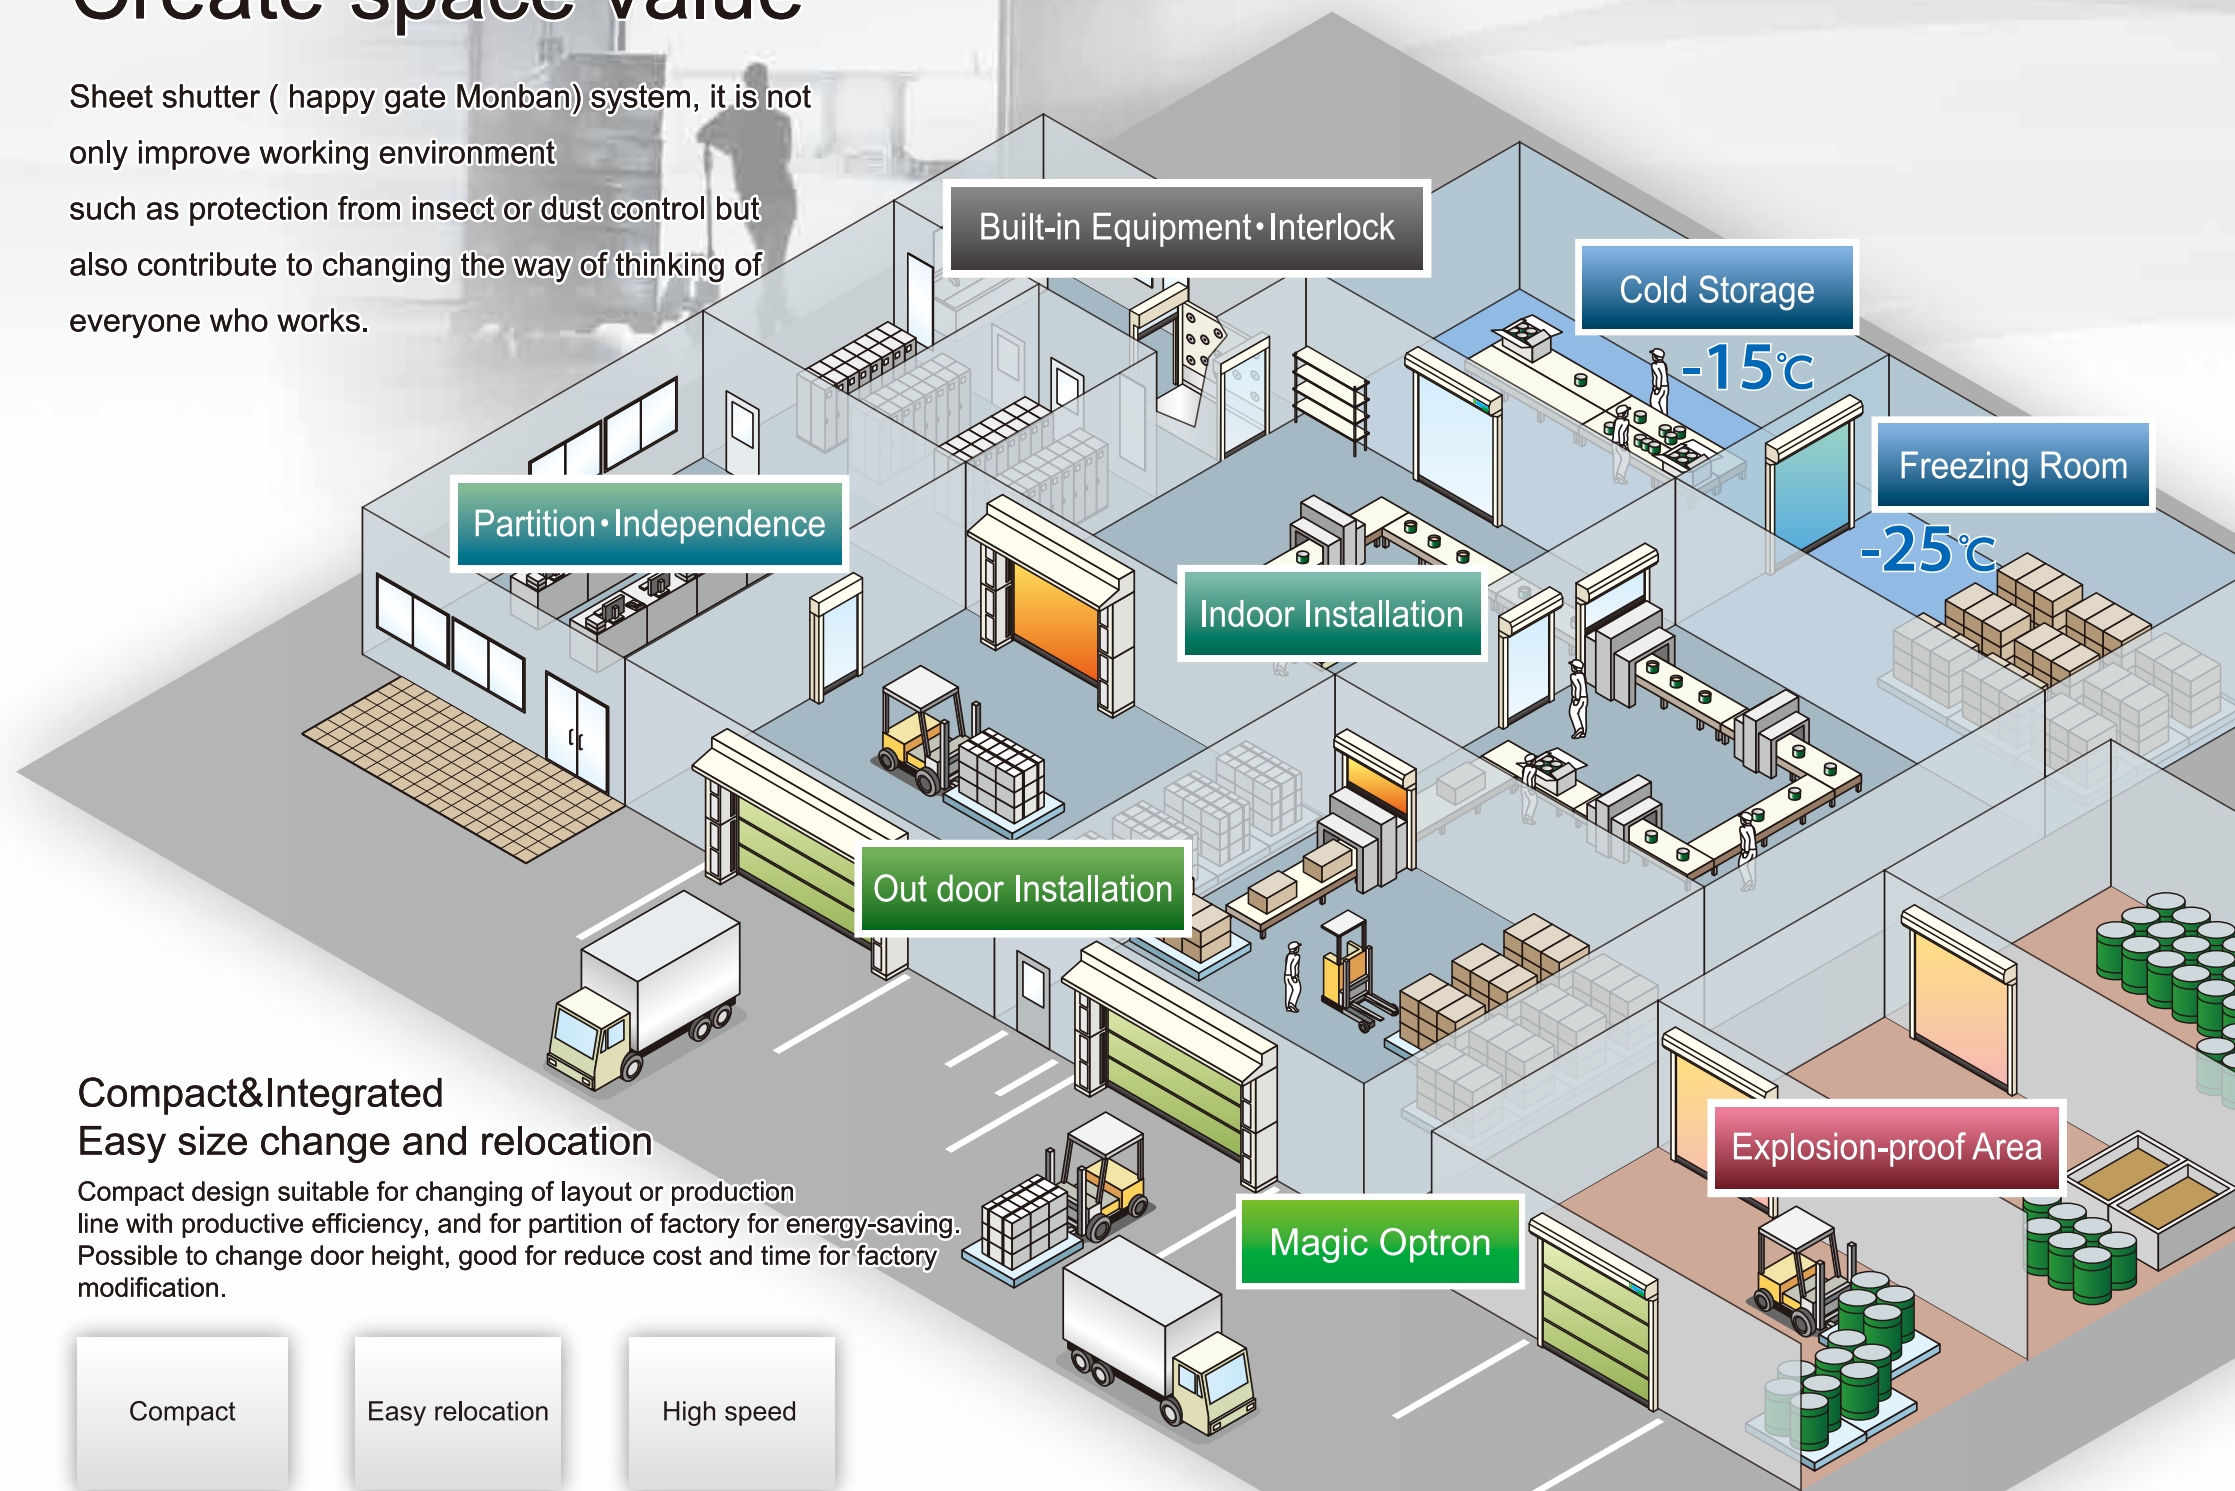 Create space value
Sheet shutter ( happy gate Monban) system, it is not
only improve working environment
such as protection from insect or dust control but
also contribute to changing the way of thinking of
everyone who works.
Built-in Equipment・Interlock
Cold Storage
-15℃
Freezing Room
-25℃
Partition・Independence
Indoor Installation
Out door Installation
Explosion-proof Area
Magic Optron
Compact&Integrated
Easy size change and relocation
Compact design suitable for changing of layout or production
line with productive efficiency, and for partition of factory for energy-saving.
Possible to change door height, good for reduce cost and time for factory
modification.
Compact
Easy relocation
High speed